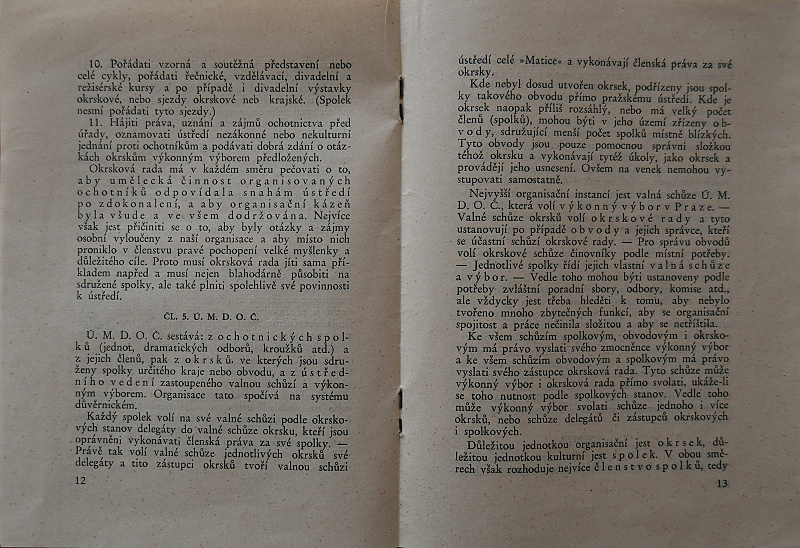 10. Pořádati vzorná a soutěžná představení nebo
celé cykly, pořádati řečnické, vzdělávací, divadelní a
režisérské kursy a po případě i divadelní výstavky
okrskové, nebo sjezdy okrskové neb krajské. (Spolek
nesmí pořádati tyto sjezdy.)
11. Hájiti práva, uznání a zájmů ochotnictva před
úřady, oznamovati ústředí nezákonné nebo nekulturní
jednání proti ochotníkům a podávati dobrá zdání o otáz-
kách okrskům výkonným výborem předložených.
Okrsková rada má v každém směru pečovati o to,
aby umělecká činnost organisovaných
ochotníků odpovídala snahám ústředí
po zdokonalení, a aby organisační kázeň
byla všude a ve všem dodržována. Nejvíce
však jest přičiniti se o to, aby byly otázky a zájmy
osobní vyloučeny z naší organisace a aby místo nich
proniklo v členstvu pravé pochopení velké myšlenky a
důležitého cíle. Proto musí okrsková rada jíti sama pří-
kladem napřed a musí nejen blahodárně působiti na
sdružené spolky, ale také plniti spolehlivě své povinnosti
k ústředí.
ČL. 5. Ú. M. D. O. Č.
Ú. M. D. O. Č. sestává: z ochotnických spol-
ků (jednot, dramatických odborů, kroužků atd.) a
z jejich členů, pak z okrsků, ve kterých jsou sdru-
ženy spolky určitého kraje nebo obvodu, a z ústřed-
ního vedení zastoupeného valnou schůzí a výkon-
ným výborem. Organisace tato spočívá na systému
důvěrnickém.
Každý spolek volí na své valné schůzi podle okrsko-
vých stanov delegáty do valné schůze okrsku, kteří jsou
oprávněni vykonávati členská práva za své spolky. —
Právě tak volí valné schůze jednotlivých okrsků své
delegáty a tito zástupci okrsků tvoří valnou schůzi
12
ústředí celé »Matice« a vykonávají členská práva za své
okrsky.
Kde nebyl dosud utvořen okrsek, podřízeny jsou spol-
ky takového obvodu přímo pražskému ústředí. Kde je
okrsek naopak příliš rozsáhlý, nebo má velký počet
členů (spolků), mohou býti v jeho území zřízeny ob-
vody, sdružující menší počet spolků místně blízkých.
Tyto obvody jsou pouze pomocnou správní složkou
téhož okrsku a vykonávají tytéž úkoly, jako okrsek a
provádějí jeho usnesení. Ovšem na venek nemohou vy-
stupovati samostatně.
Nejvyšší organisační instancí jest valná schůze Ú. M.
D. O. Č., která volí výkonný výbor v Praze. —
Valné schůze okrsků volí okrskové rady a tyto
ustanovují po případě obvody a jejich správce, kteří
se účastní schůzí okrskové rady. — Pro správu obvodů
volí okrskové schůze činovníky podle místní potřeby.
— Jednotlivé spolky řídí jejich vlastní valná schůze
a výbor. — Vedle toho mohou býti ustanoveny podle
potřeby zvláštní poradní sbory, odbory, komise atd.,
ale vždycky jest třeba hleděti k tomu, aby nebylo
tvořeno mnoho zbytečných funkcí, aby se organisační
spojitost a práce nečinila složitou a aby se netříštila.
Ke všem schůzím spolkovým, obvodovým i okrsko-
vým má právo vyslati svého zmocněnce výkonný výbor
a ke všem schůzím obvodovým a spolkovým má právo
vyslati svého zástupce okrsková rada. Tyto schůze může
výkonný výbor i okrsková rada přímo svolati, ukáže-li
se toho nutnost podle spolkových stanov. Vedle toho
může výkonný výbor svolati schůze jednoho i více
okrsků, nebo schůze delegátů či zástupců okrskových
i spolkových.
Důležitou jednotkou organisační jest okrsek, dů-
ležitou jednotkou kulturní jest spolek. V obou smě-
rech však rozhoduje nejvíce členstvo spolků, tedy
13